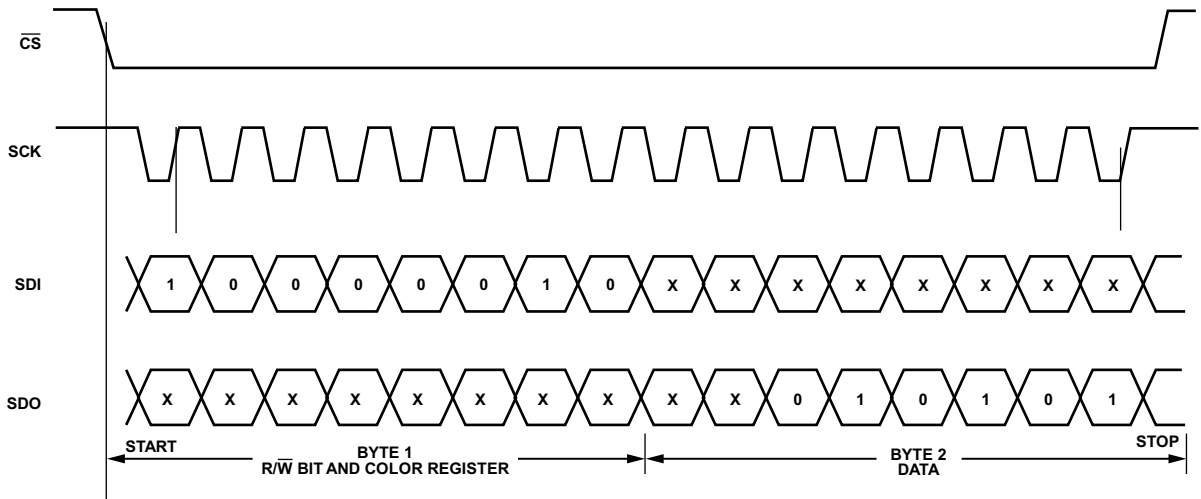 CS
SCK
SDI 1 0 0 0 0 0 1 0 X X X X X X X X
SDO X X X X X X X X X X 0 1 0 1 0 1
START BYTE 1 BYTE 2 STOP
R/W BIT AND COLOR REGISTER DATA